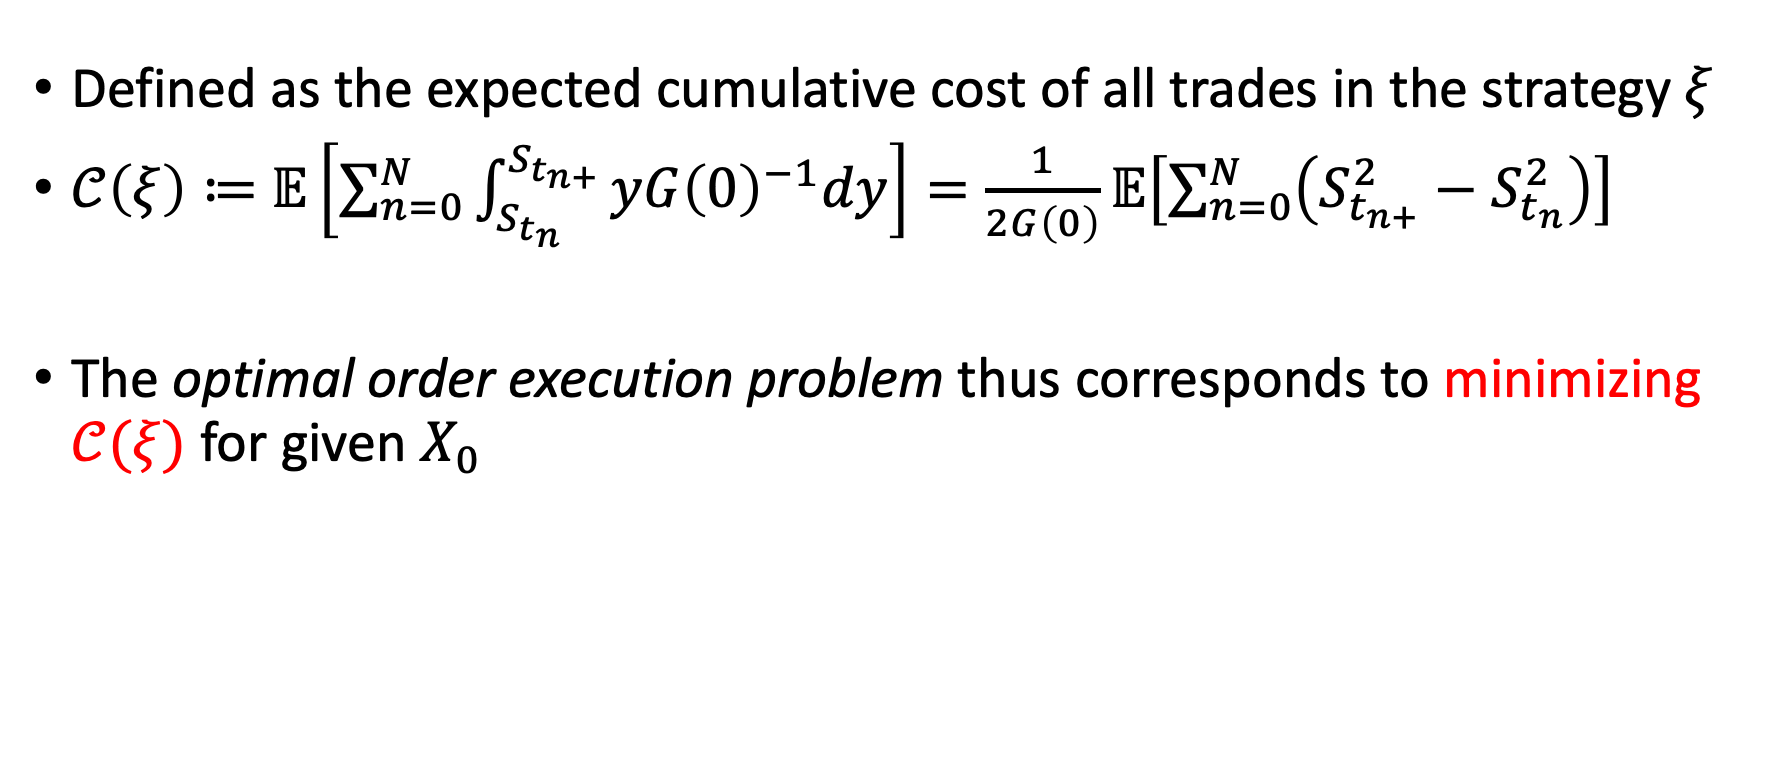 • Defined as the expected cumulative cost of all trades in the strategy 𝜉
• 𝒞(𝜉) ≔ 𝔼[∑_{n=0}^{N} ∫_{S_{t_n}}^{S_{t_n+}} yG(0)^{−1}dy] = \frac{1}{2G(0)} 𝔼[∑_{n=0}^{N}(S_{t_n+}^{2} − S_{t_n}^{2})]
• The optimal order execution problem thus corresponds to minimizing
𝒞(𝜉) for given X_0